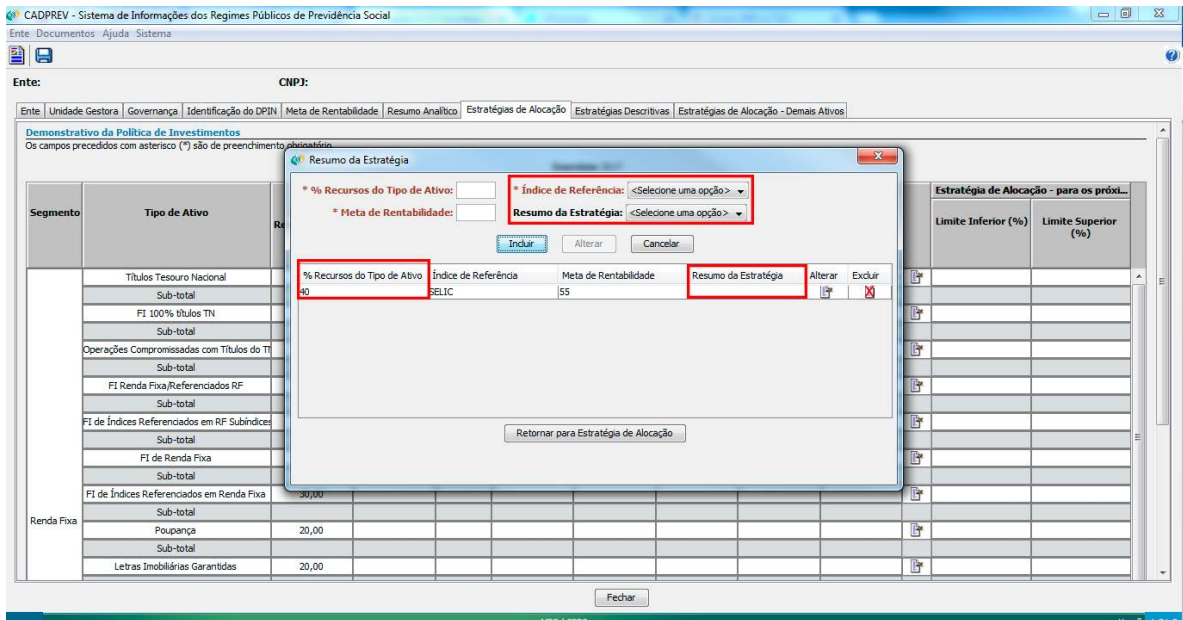 CADPREV - Sistema de Informações dos Regimes Públicos de Previdência Social
Ente Documentos Ajuda Sistema
Ente: CNPJ:
Ente Unidade Gestora Governança Identificação do DPIN Meta de Rentabilidade Resumo Analítico Estratégias de Alocação Estratégias Descritivas Estratégias de Alocação - Demais Ativos
Demonstrativo da Política de Investimentos
Os campos precedidos com asterisco (*) são de preenchimento obrigatório
Resumo da Estratégia
* % Recursos do Tipo de Ativo: * Índice de Referência: <Selecione uma opção>
* Meta de Rentabilidade: Resumo da Estratégia: <Selecione uma opção>
Incluir Alterar Cancelar
% Recursos do Tipo de Ativo Índice de Referência Meta de Rentabilidade Resumo da Estratégia Alterar Excluir
40 SELIC 55
Retornar para Estratégia de Alocação
Estratégia de Alocação - para os próxi...
Segmento Tipo de Ativo Limite Inferior (%) Limite Superior (%)
Títulos Tesouro Nacional
Sub-total
FI 100% títulos TN
Sub-total
Operações Compromissadas com Títulos do
Sub-total
FI Renda Fixa/Referenciados RF
Sub-total
FI de Índices Referenciados em RF Subíndices
Sub-total
FI de Renda Fixa
Sub-total
FI de Índices Referenciados em Renda Fixa 30,00
Sub-total
Renda Fixa
Poupança 20,00
Sub-total
Letras Imobiliárias Garantidas 20,00
Fechar